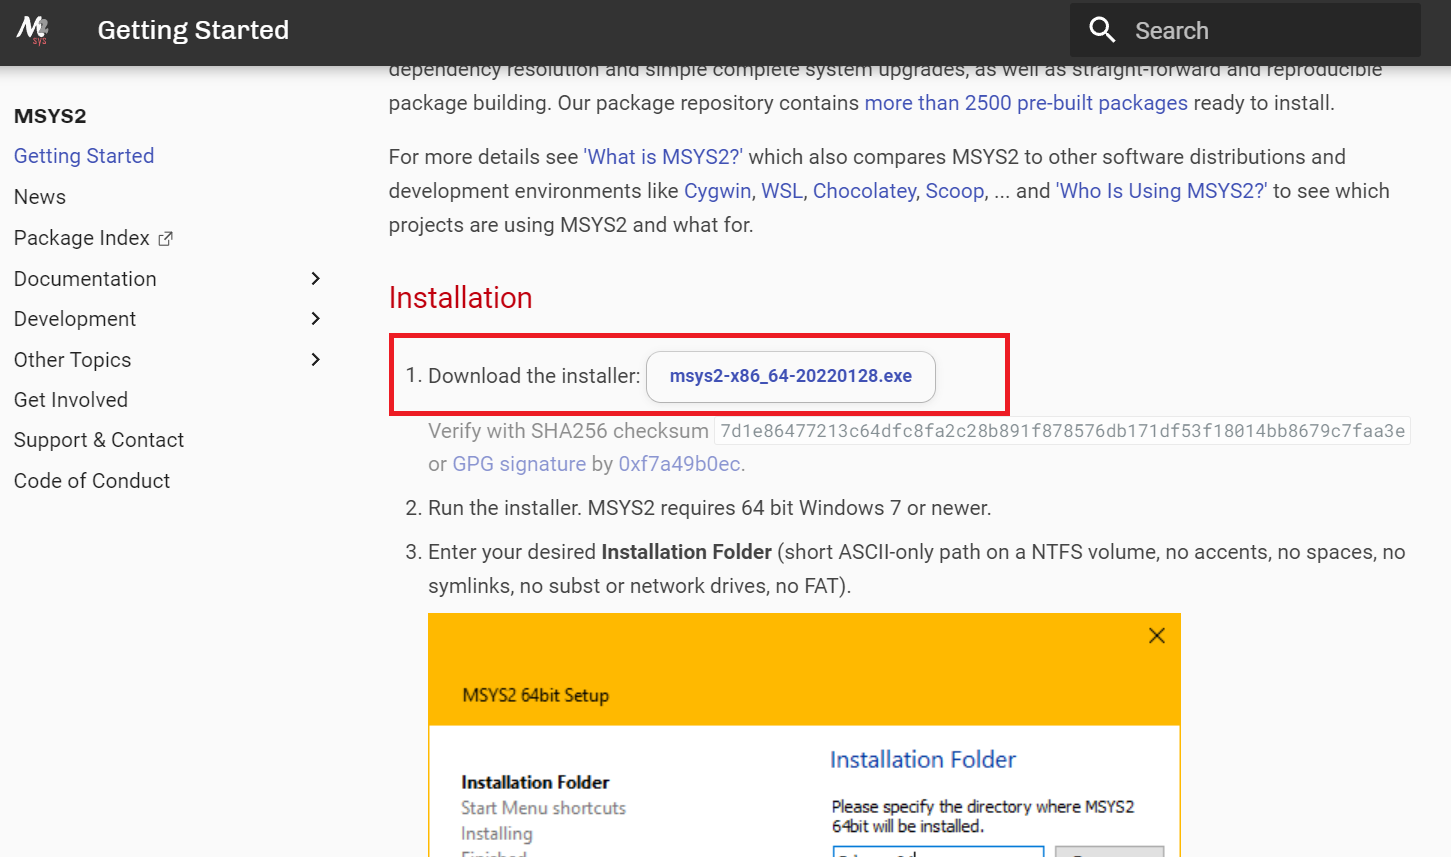 M2
sys
Getting Started
Search
MSYS2
Getting Started
News
Package Index
Documentation
Development
Other Topics
Get Involved
Support & Contact
Code of Conduct
dependency resolution and simple complete system upgrades, as well as straight-forward and reproducible
package building. Our package repository contains more than 2500 pre-built packages ready to install.
For more details see 'What is MSYS2?' which also compares MSYS2 to other software distributions and
development environments like Cygwin, WSL, Chocolatey, Scoop, ... and 'Who Is Using MSYS2?' to see which
projects are using MSYS2 and what for.
Installation
1. Download the installer: msys2-x86_64-20220128.exe
Verify with SHA256 checksum 7d1e86477213c64dfc8fa2c28b891f878576db171df53f18014bb8679c7faa3e
or GPG signature by 0xf7a49b0ec.
2. Run the installer. MSYS2 requires 64 bit Windows 7 or newer.
3. Enter your desired Installation Folder (short ASCII-only path on a NTFS volume, no accents, no spaces, no
symlinks, no subst or network drives, no FAT).
MSYS2 64bit Setup
Installation Folder
Start Menu shortcuts
Installing
Finished
Installation Folder
Please specify the directory where MSYS2
64bit will be installed.